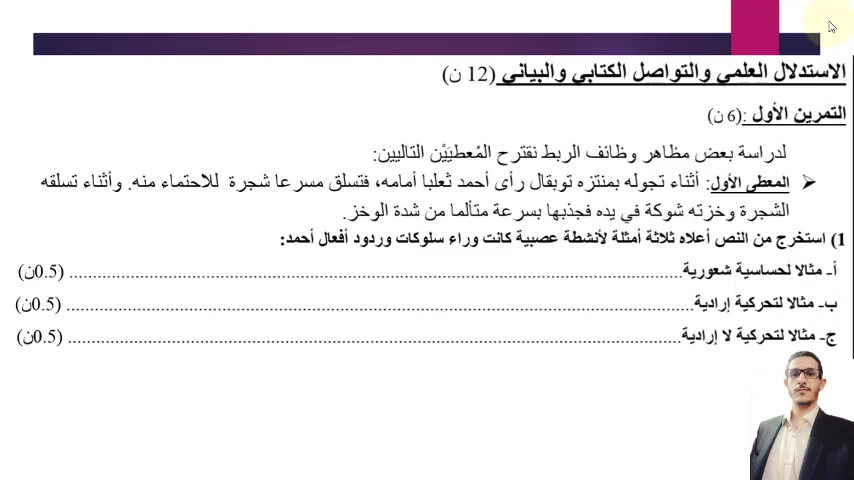 الاستدلال العلمي والتواصل الكتابي والبياني (12 ن)
التمرين الأول :(6 ن)
لدراسة بعض مظاهر وظائف الربط نقترح المُعطيَيْن التاليين:
➢ المعطى الأول: أثناء تجوله بمنتزه توبقال رأى أحمد ثعلبا أمامه، فتسلق مسرعا شجرة للاحتماء منه. وأثناء تسلقه
الشجرة وخزته شوكة في يده فجذبها بسرعة متألما من شدة الوخز.
1) استخرج من النص أعلاه ثلاثة أمثلة لأنشطة عصبية كانت وراء سلوكات وردود أفعال أحمد:
أ- مثالا لحساسية شعورية............................................................ (0.5ن)
ب- مثالا لتحركية إرادية............................................................ (0.5ن)
ج- مثالا لتحركية لا إرادية............................................................ (0.5ن)